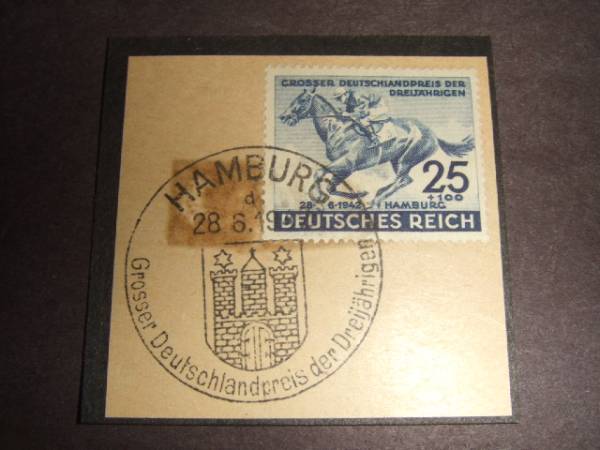 GROSSER DEUTSCHLANDPREIS DER
DREIJÄHRIGEN
25
+100
28-6-1942 HAMBURG
DEUTSCHES REICH
HAMBURG
d
28.6.19
Grosser Deutschlandpreis der Dreijährigen